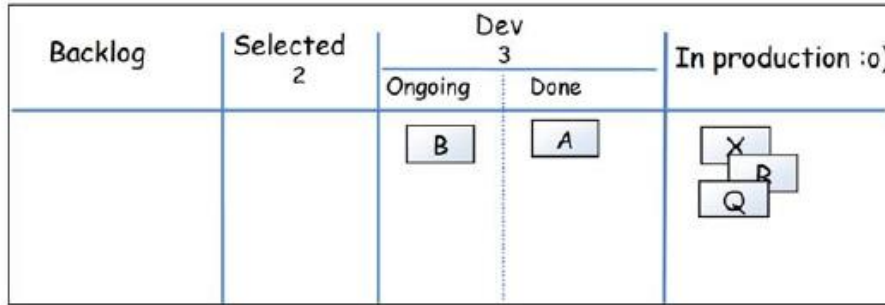 Backlog
Selected
2
Dev
3
Ongoing
Done
In production :o)
B
A
X
R
Q